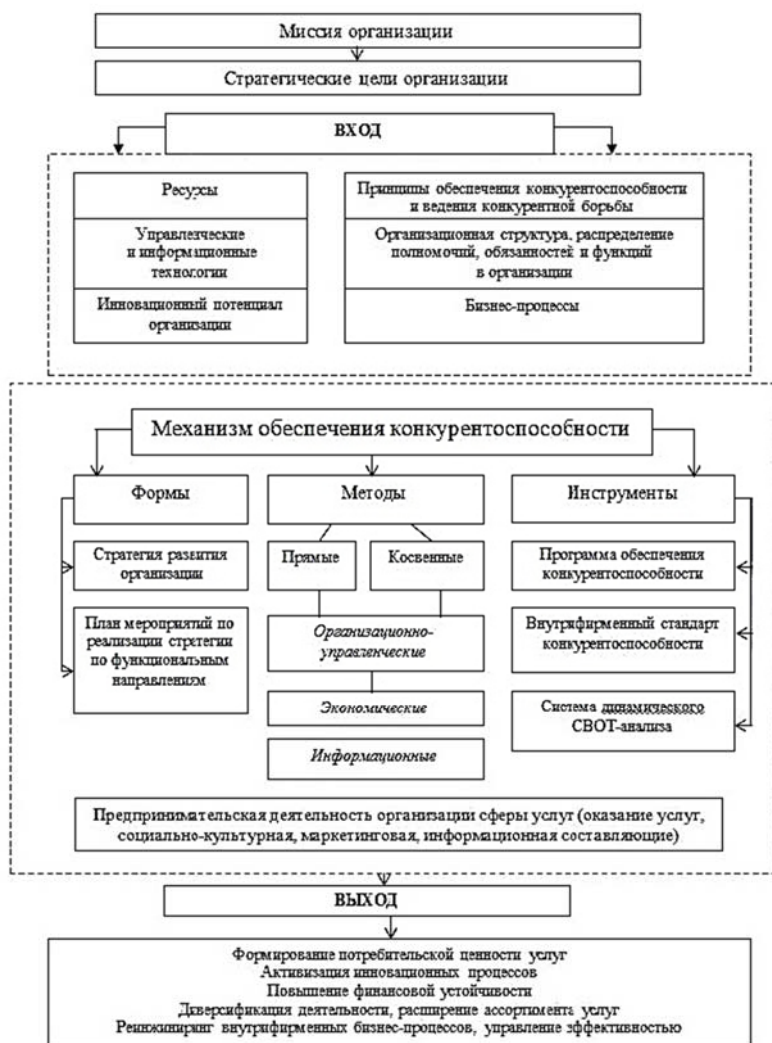 Миссия организации
Стратегические цели организации
ВХОД
Ресурсы
Управленческие
и информационные
технологии
Инновационный потенциал
организации
Принципы обеспечения конкурентоспособности
и ведения конкурентной борьбы
Организационная структура, распределение
полномочий, обязанностей и функций
в организации
Бизнес-процессы
Механизм обеспечения конкурентоспособности
Формы
Стратегия развития
организации
План мероприятий по
реализации стратегии
по функциональным
направлениям
Методы
Прямые
Косвенные
Организационно-
управленческие
Экономические
Информационные
Инструменты
Программа обеспечения
конкурентоспособности
Внутрифирменный стандарт
конкурентоспособности
Система динамического
СВОТ-анализа
Предпринимательская деятельность организации сферы услуг (оказание услуг,
социально-культурная, маркетинговая, информационная составляющие)
ВЫХОД
Формирование потребительской ценности услуг
Активизация инновационных процессов
Повышение финансовой устойчивости
Диверсификация деятельности, расширение ассортимента услуг
Реинжиниринг внутрифирменных бизнес-процессов, управление эффективностью